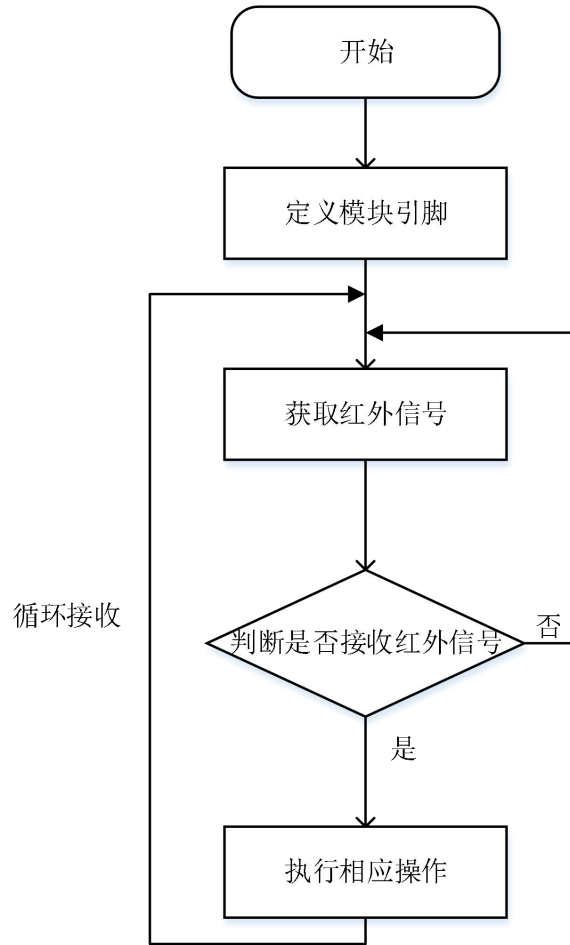 开始
定义模块引脚
获取红外信号
循环接收
判断是否接收红外信号
否
是
执行相应操作